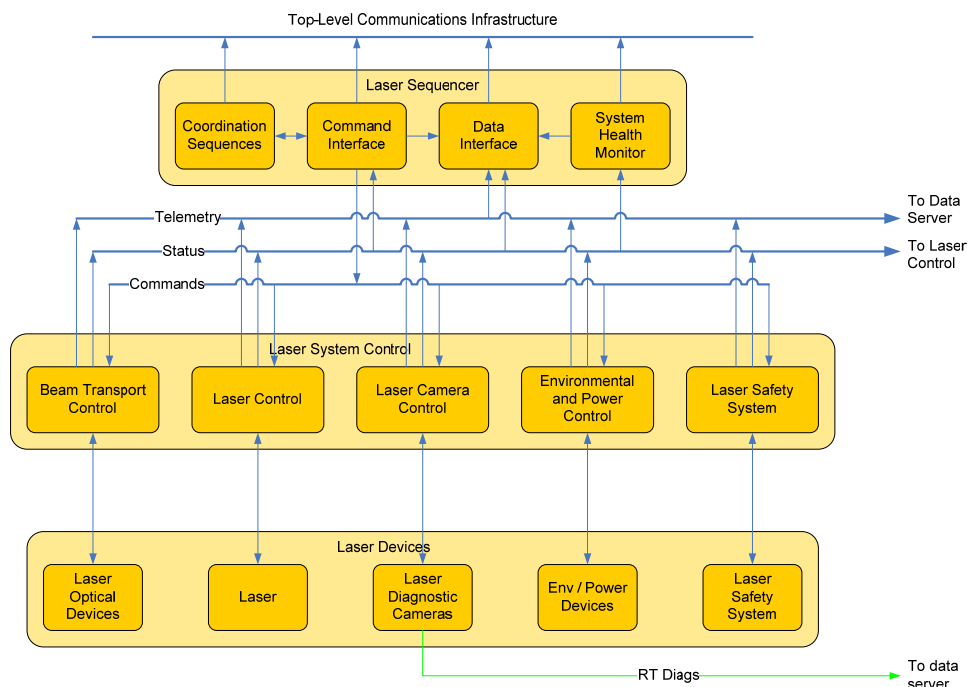 Top-Level Communications Infrastructure
Laser Sequencer
Coordination
Sequences
Command
Interface
Data
Interface
System
Health
Monitor
Telemetry
To Data
Server
Status
To Laser
Control
Commands
Laser System Control
Beam Transport
Control
Laser Control
Laser Camera
Control
Environmental
and Power
Control
Laser Safety
System
Laser Devices
Laser
Optical
Devices
Laser
Laser
Diagnostic
Cameras
Env / Power
Devices
Laser
Safety
System
RT Diags
To data
server